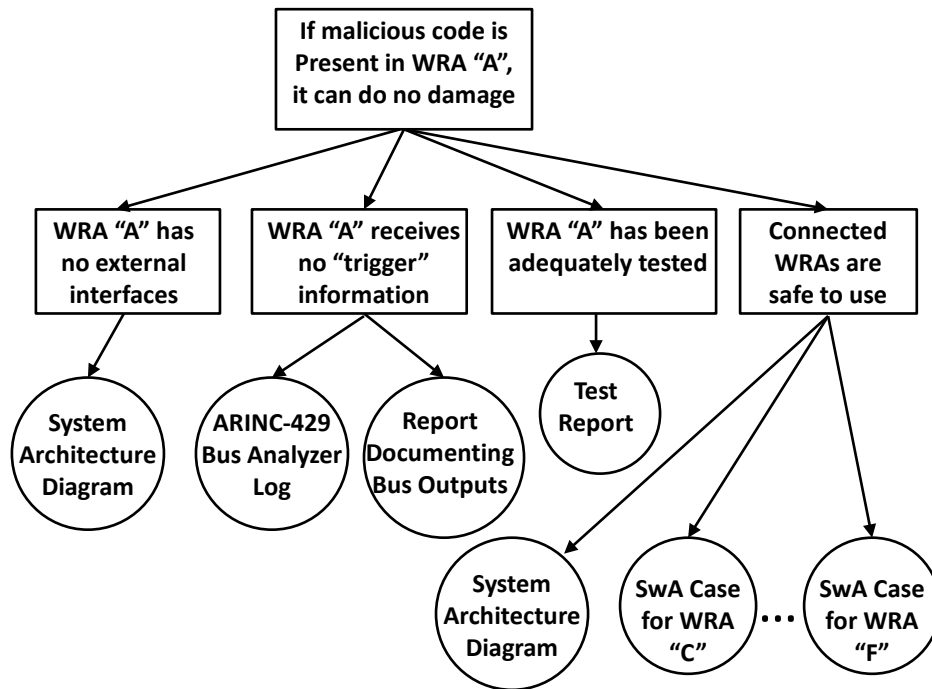 If malicious code is
Present in WRA “A”,
it can do no damage
WRA “A” has
no external
interfaces
WRA “A” receives
no “trigger”
information
WRA “A” has been
adequately tested
Connected
WRAs are
safe to use
System
Architecture
Diagram
ARINC-429
Bus Analyzer
Log
Report
Documenting
Bus Outputs
Test
Report
System
Architecture
Diagram
SwA Case
for WRA
“C”
...
SwA Case
for WRA
“F”